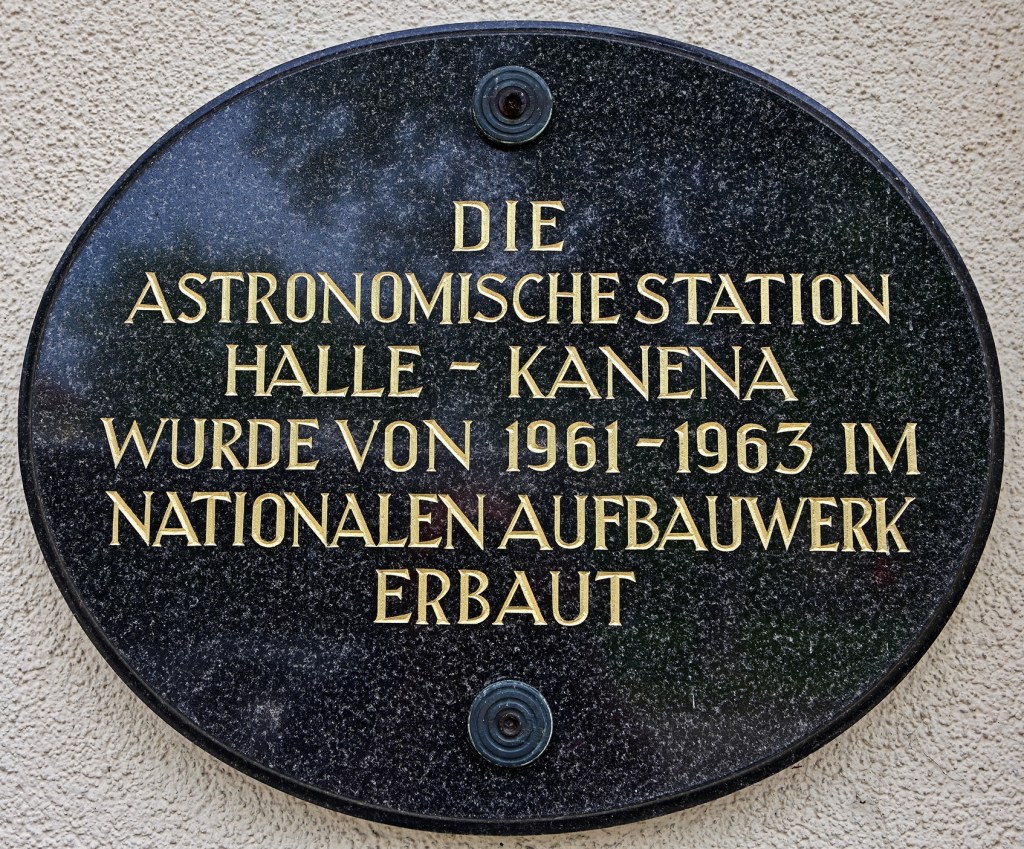 DIE
ASTRONOMISCHE STATION
HALLE - KANENA
WURDE VON 1961-1963 IM
NATIONALEN AUFBAUWERK
ERBAUT